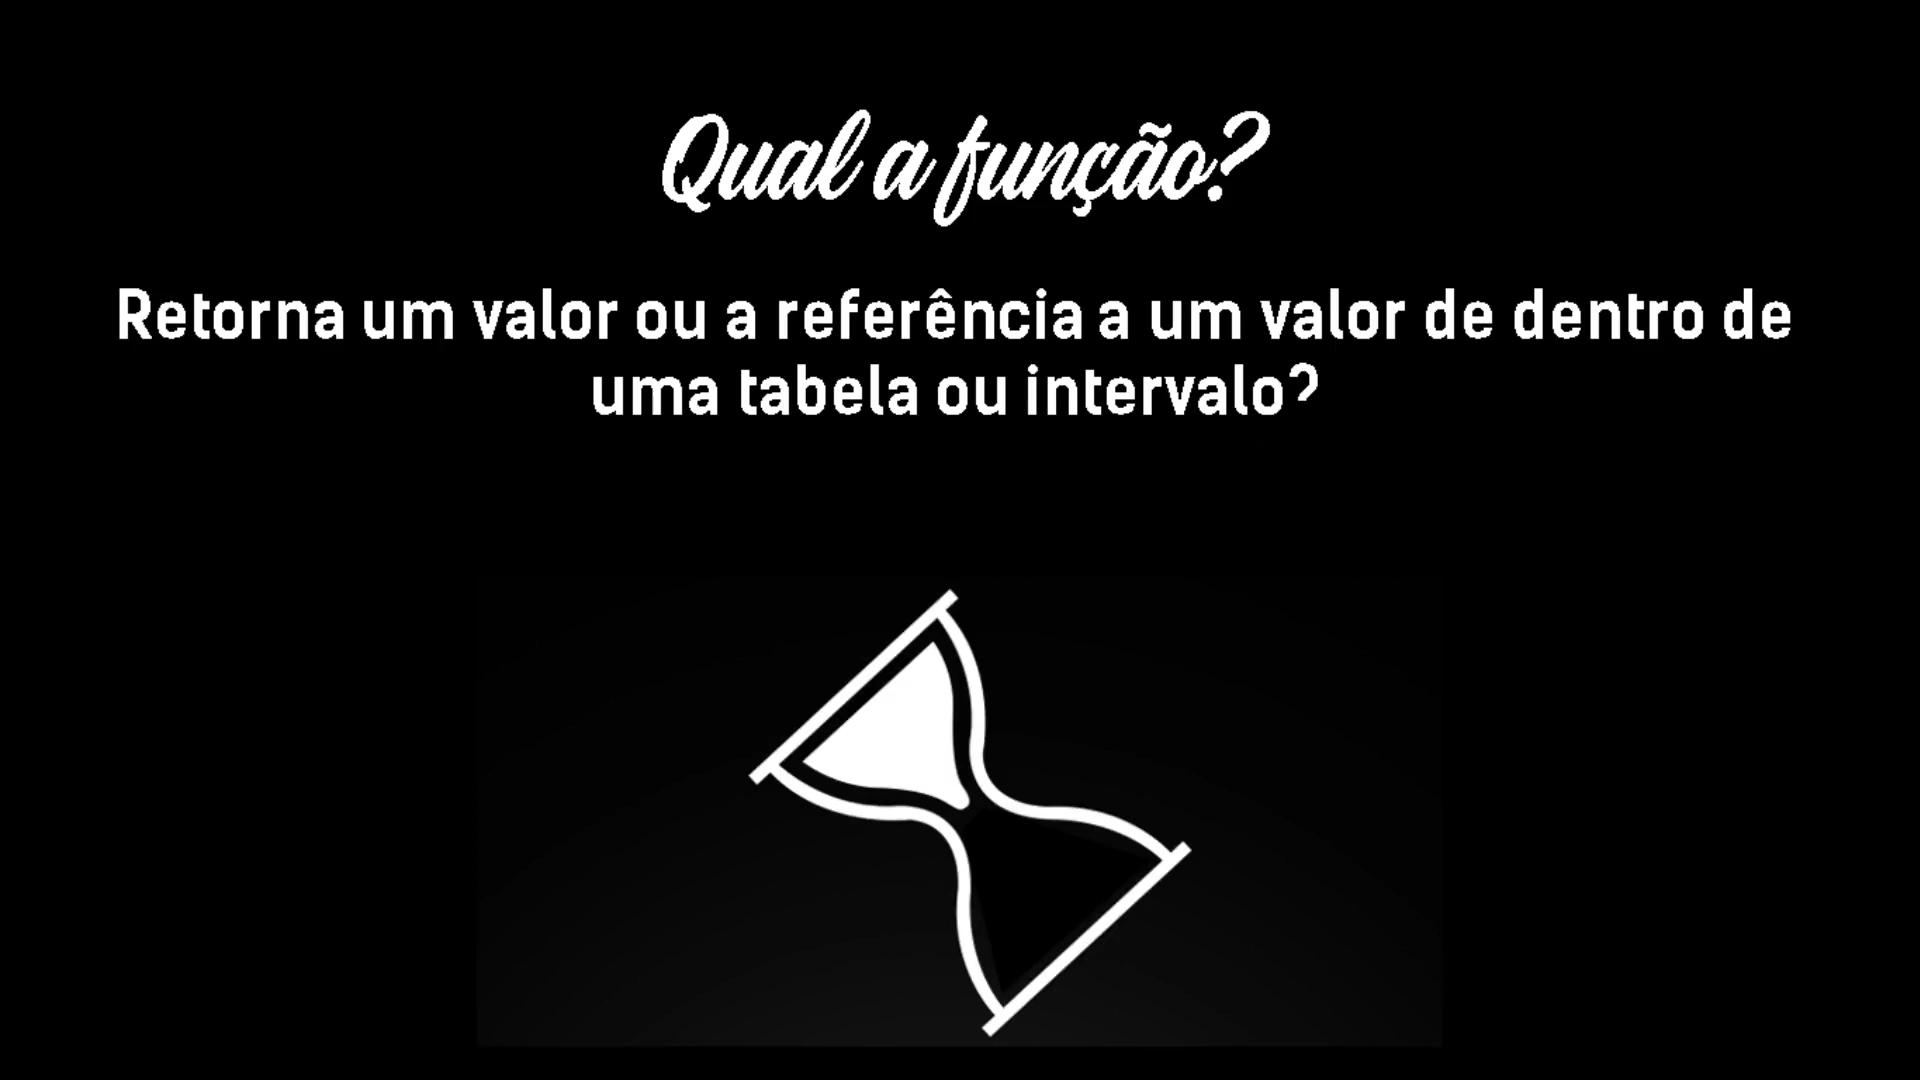 Qual a função?
Retorna um valor ou a referência a um valor de dentro de
uma tabela ou intervalo?